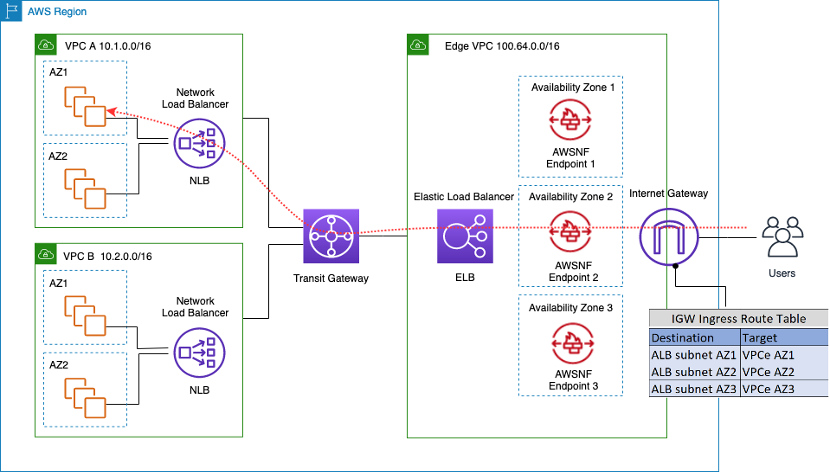 AWS Region
VPC A 10.1.0.0/16
AZ1
Network
Load Balancer
NLB
AZ2
VPC B 10.2.0.0/16
AZ1
Network
Load Balancer
NLB
AZ2
Transit Gateway
Edge VPC 100.64.0.0/16
Elastic Load Balancer
ELB
Availability Zone 1
AWSNF
Endpoint 1
Availability Zone 2
AWSNF
Endpoint 2
Availability Zone 3
AWSNF
Endpoint 3
Internet Gateway
Users
IGW Ingress Route Table
Destination Target
ALB subnet AZ1 VPCe AZ1
ALB subnet AZ2 VPCe AZ2
ALB subnet AZ3 VPCe AZ3